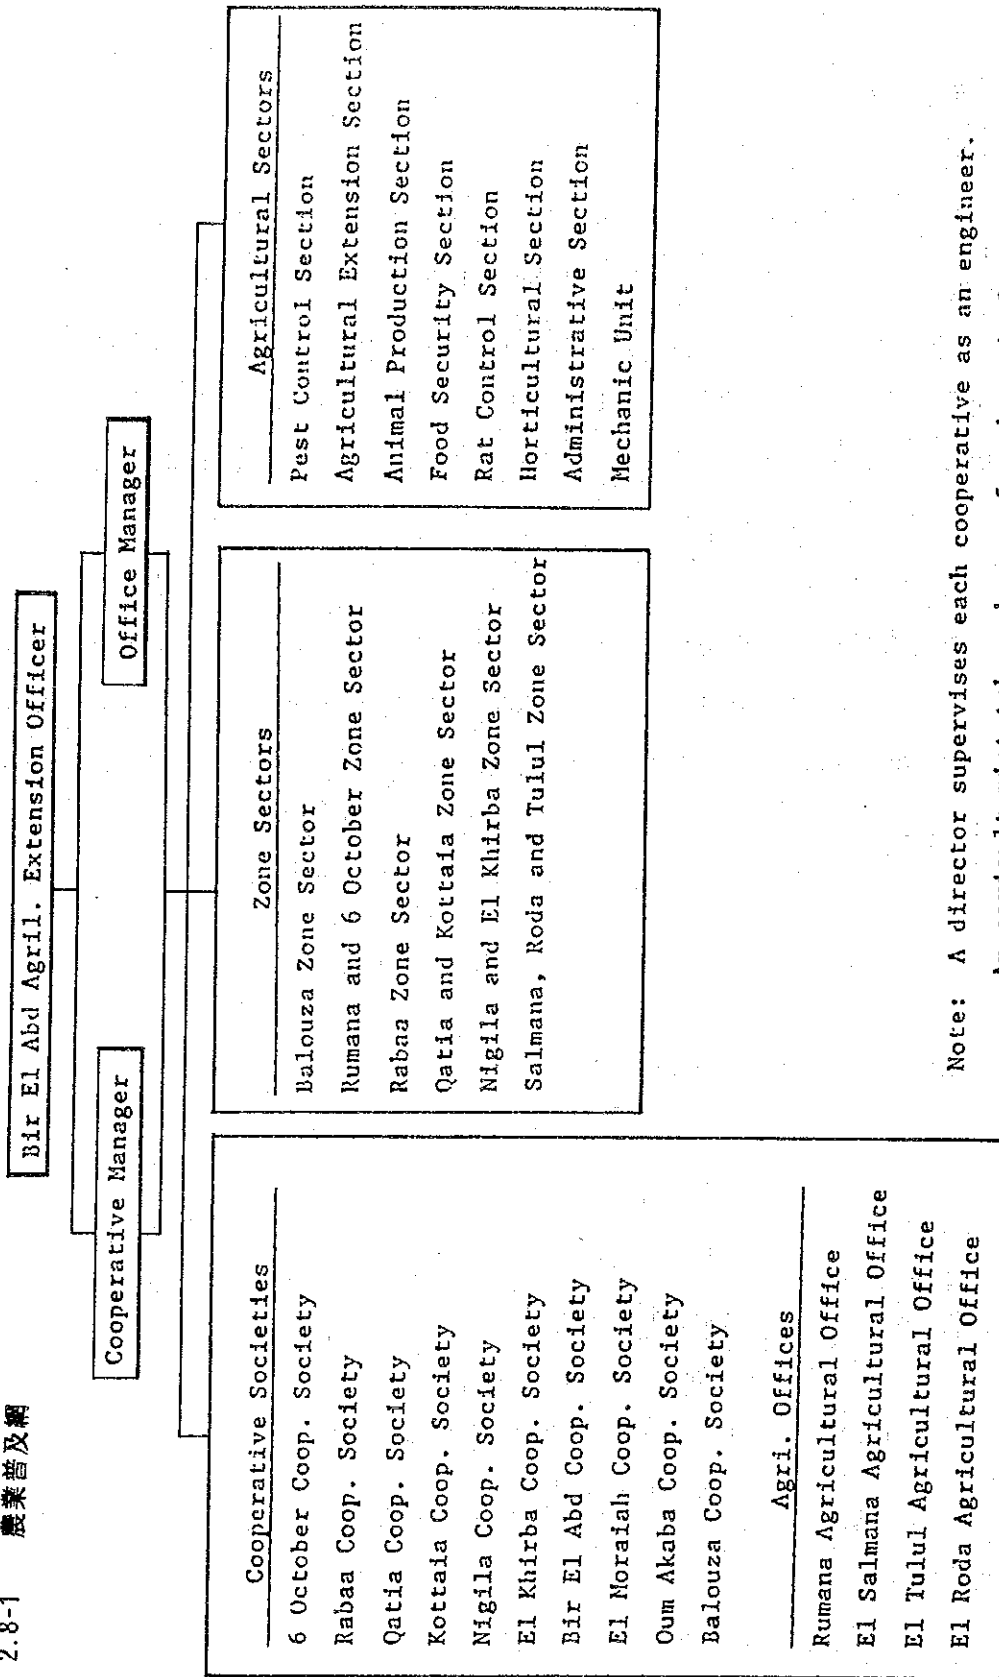 2.8-1 農業普及網
Bir El Abd Agril. Extension Officer
Cooperative Manager
Office Manager
Cooperative Societies
6 October Coop. Society
Rabaa Coop. Society
Qatia Coop. Society
Kottaia Coop. Society
Nigila Coop. Society
El Khirba Coop. Society
Bir El Abd Coop. Society
El Moraiah Coop. Society
Oum Akaba Coop. Society
Balouza Coop. Society
Agri. Offices
Rumana Agricultural Office
El Salmana Agricultural Office
El Tulul Agricultural Office
El Roda Agricultural Office
Zone Sectors
Balouza Zone Sector
Rumana and 6 October Zone Sector
Rabaa Zone Sector
Qatia and Kottaia Zone Sector
Nigila and El Khirba Zone Sector
Salmana, Roda and Tulul Zone Sector
Agricultural Sectors
Pest Control Section
Agricultural Extension Section
Animal Production Section
Food Security Section
Rat Control Section
Horticultural Section
Administrative Section
Mechanic Unit
Note: A director supervises each cooperative as an engineer.